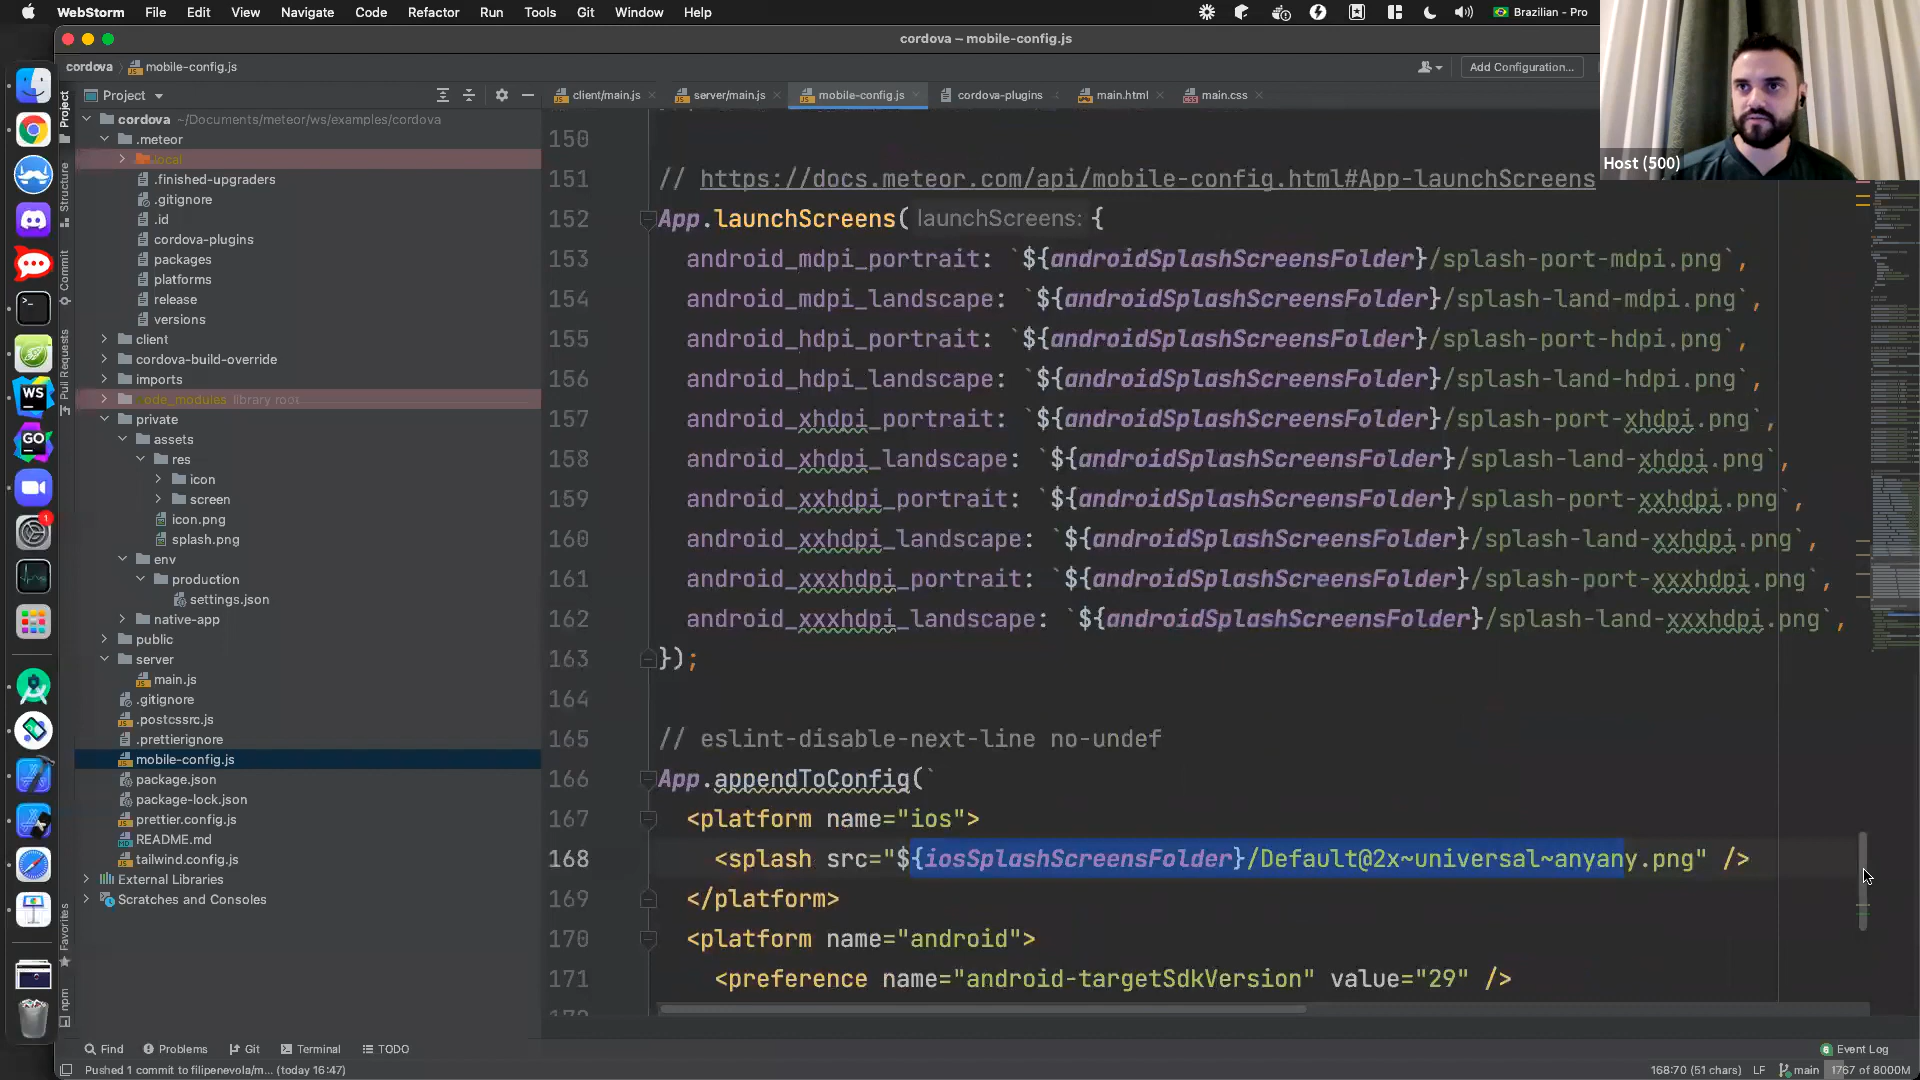 WebStorm File Edit View Navigate Code Refactor Run Tools Git Window Help
Brazilian - Pro
cordova – mobile-config.js
cordova mobile-config.js
Add Configuration...
Project
client/main.js server/main.js mobile-config.js cordova-plugins main.html main.css
Project
Structure
Commit
Pull Requests
Favorites
npm
cordova ~/Documents/meteor/ws/examples/cordova
.meteor
local
.finished-upgraders
.gitignore
.id
cordova-plugins
packages
platforms
release
versions
client
cordova-build-override
imports
node_modules library root
private
assets
res
icon
screen
icon.png
splash.png
env
production
settings.json
native-app
public
server
main.js
.gitignore
.postcssrc.js
.prettierignore
mobile-config.js
package.json
package-lock.json
prettier.config.js
README.md
tailwind.config.js
External Libraries
Scratches and Consoles
150
151 // https://docs.meteor.com/api/mobile-config.html#App-launchScreens
152 App.launchScreens( launchScreens: {
153 android_mdpi_portrait: `${androidSplashScreensFolder}/splash-port-mdpi.png`,
154 android_mdpi_landscape: `${androidSplashScreensFolder}/splash-land-mdpi.png`,
155 android_hdpi_portrait: `${androidSplashScreensFolder}/splash-port-hdpi.png`,
156 android_hdpi_landscape: `${androidSplashScreensFolder}/splash-land-hdpi.png`,
157 android_xhdpi_portrait: `${androidSplashScreensFolder}/splash-port-xhdpi.png`,
158 android_xhdpi_landscape: `${androidSplashScreensFolder}/splash-land-xhdpi.png`,
159 android_xxhdpi_portrait: `${androidSplashScreensFolder}/splash-port-xxhdpi.png`,
160 android_xxhdpi_landscape: `${androidSplashScreensFolder}/splash-land-xxhdpi.png`,
161 android_xxxhdpi_portrait: `${androidSplashScreensFolder}/splash-port-xxxhdpi.png`,
162 android_xxxhdpi_landscape: `${androidSplashScreensFolder}/splash-land-xxxhdpi.png`,
163 });
164
165 // eslint-disable-next-line no-undef
166 App.appendToConfig(`
167 <platform name="ios">
168 <splash src="${iosSplashScreensFolder}/Default@2x~universal~anyany.png" />
169 </platform>
170 <platform name="android">
171 <preference name="android-targetSdkVersion" value="29" />
Host (500)
WS
GO
1
Find Problems Git Terminal TODO
6 Event Log
Pushed 1 commit to filipenevola/m... (today 16:47)
168:70 (51 chars) LF main 1767 of 8000M